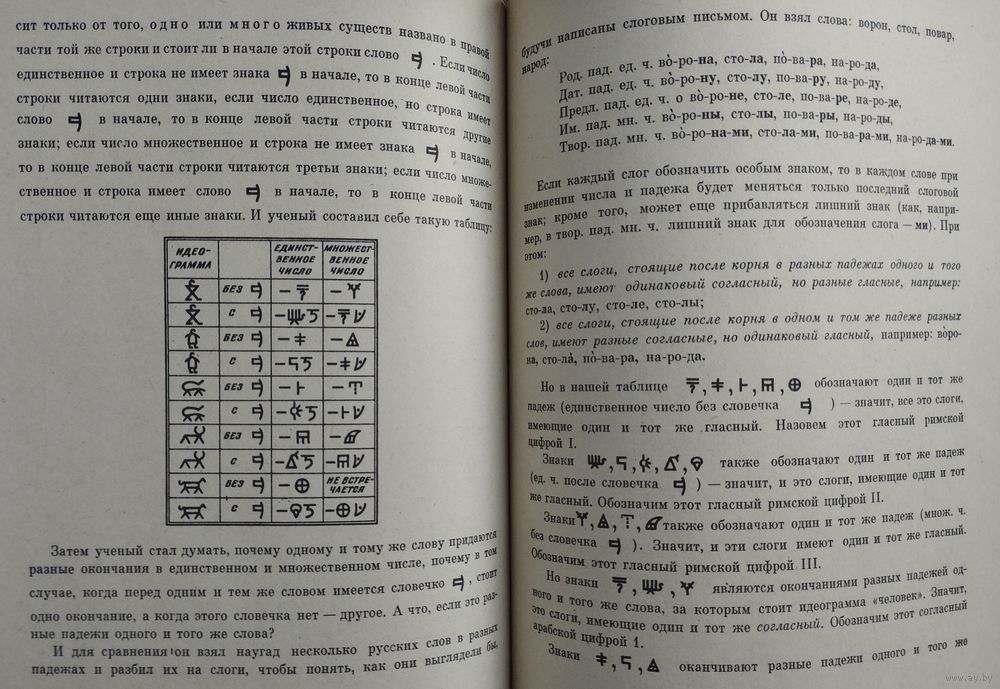 сит только от того, одно или много живых существ названо в правой
части той же строки и стоит ли в начале этой строки слово . Если число
единственное и строка не имеет знака в начале, то в конце левой части
строки читаются одни знаки, если число единственное, но строка имеет
слово в начале, то в конце левой части строки читаются другие
знаки; если число множественное и строка не имеет знака в начале,
то в конце левой части строки читаются третьи знаки; если число множе-
ственное и строка имеет слово в начале, то в конце левой части
строки читаются еще иные знаки. И ученый составил себе такую таблицу:
ИДЕО-
ГРАММА
ЕДИНСТ-
ВЕННОЕ
ЧИСЛО
МНОЖЕСТ-
ВЕННОЕ
ЧИСЛО
БЕЗ
С
БЕЗ
С
БЕЗ
С
БЕЗ
С
БЕЗ
НЕ ВСТРЕ-
ЧАЕТСЯ
С
Затем ученый стал думать, почему одному и тому же слову придаются
разные окончания в единственном и множественном числе, почему в том
случае, когда перед одним и тем же словом имеется словечко , стоит
одно окончание, а когда этого словечка нет — другое. А что, если это раз-
ные падежи одного и того же слова?
И для сравнения он взял наугад несколько русских слов в разных
падежах и разбил их на слоги, чтобы понять, как они выглядели бы,
будучи написаны слоговым письмом. Он взял слова: ворон, стол, повар,
народ:
Род. пад. ед. ч. во̀-ро-на, сто-ла, по̀-ва-ра, на-ро-да,
Дат. пад. ед. ч. во̀-ро-ну, сто-лу, по-ва-ру, на-ро-ду,
Предл. пад. ед. ч. о во̀-ро-не, сто-ле, по-ва-ре, на-ро-де,
Им. пад. мн. ч. во̀-ро-ны, сто-лы, по-ва-ры, на-ро-ды,
Твор. пад. мн. ч. во̀-ро-на-ми, сто-ла-ми, по-ва-ра-ми, на-ро-да-ми.
Если каждый слог обозначить особым знаком, то в каждом слове при
изменении числа и падежа будет меняться только последний слоговой
знак; кроме того, может еще прибавляться лишний знак (как, напри-
мер, в твор. пад. мн. ч. лишний знак для обозначения слога — ми). При
этом:
1) все слоги, стоящие после корня в разных падежах одного и того
же слова, имеют одинаковый согласный, но разные гласные, например:
сто-ла, сто-лу, сто-ле, сто-лы;
2) все слоги, стоящие после корня в одном и том же падеже разных
слов, имеют разные согласные, но одинаковый гласный, например: во̀ро-
ва, сто-ла̀, по̀-ва-ра, на-ро-да.
Но в нашей таблице , , , , обозначают один и тот же
падеж (единственное число без словечка ) — значит, все это слоги,
имеющие один и тот же гласный. Назовем этот гласный римской
цифрой I.
Знаки , , , , также обозначают один и тот же падеж
(ед. ч. после словечка ) — значит, и это слоги, имеющие один и тот
же гласный. Обозначим этот гласный римской цифрой II.
Знаки , , , также обозначают один и тот же падеж (множ. ч.
без словечка ). Значит, и эти слоги имеют один и тот же гласный.
Обозначим этот гласный римской цифрой III.
Но знаки , , являются окончаниями разных падежей од-
ного и того же слова, за которым стоит идеограмма «человек». Значит,
это слоги, имеющие один и тот же согласный. Обозначим этот согласный
арабской цифрой 1.
Знаки , , оканчивают разные падежи одного и того же
www.ay.by